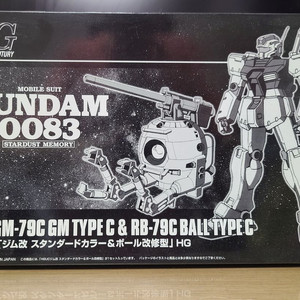 G
MOBILE SUIT
UNDAM
0083
STARDUST MEMORY
GM-79C GM TYPE C & RB-79C BALL TYPE C
「ジム改 スタンダードカラー&ボール改修型」HG